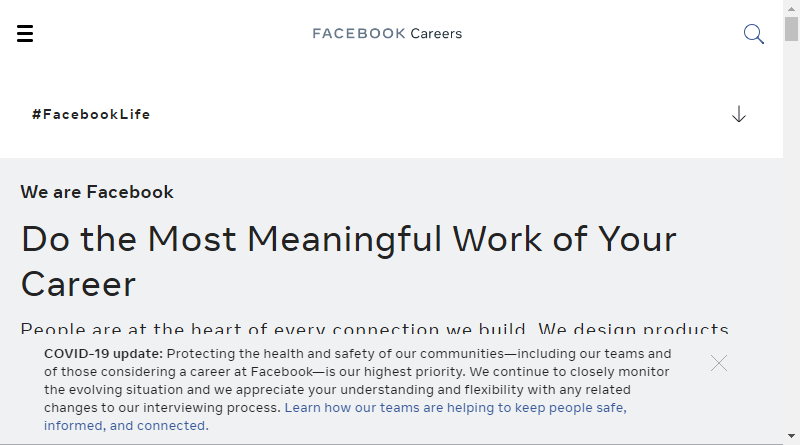 FACEBOOK Careers
#FacebookLife
We are Facebook
Do the Most Meaningful Work of Your
Career
People are at the heart of every connection we build. We design products
COVID-19 update: Protecting the health and safety of our communities—including our teams and
of those considering a career at Facebook—is our highest priority. We continue to closely monitor
the evolving situation and we appreciate your understanding and flexibility with any related
changes to our interviewing process. Learn how our teams are helping to keep people safe,
informed, and connected.